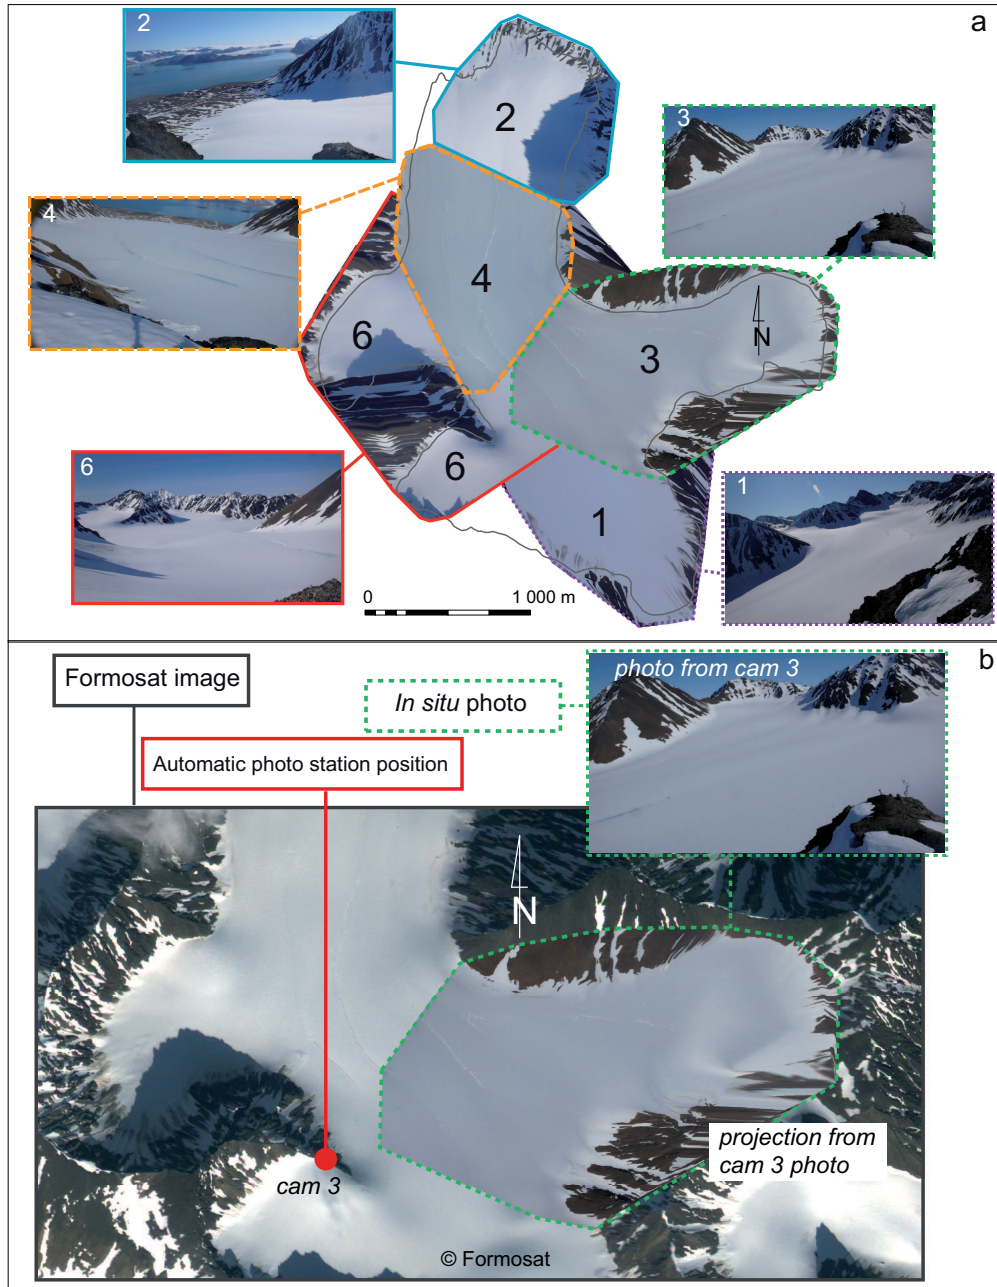 a
2
2
3
4
4
6
3
N
6
6
1
1
0
1 000 m
b
Formosat image
In situ photo
photo from cam 3
Automatic photo station position
N
projection from
cam 3 photo
cam 3
© Formosat